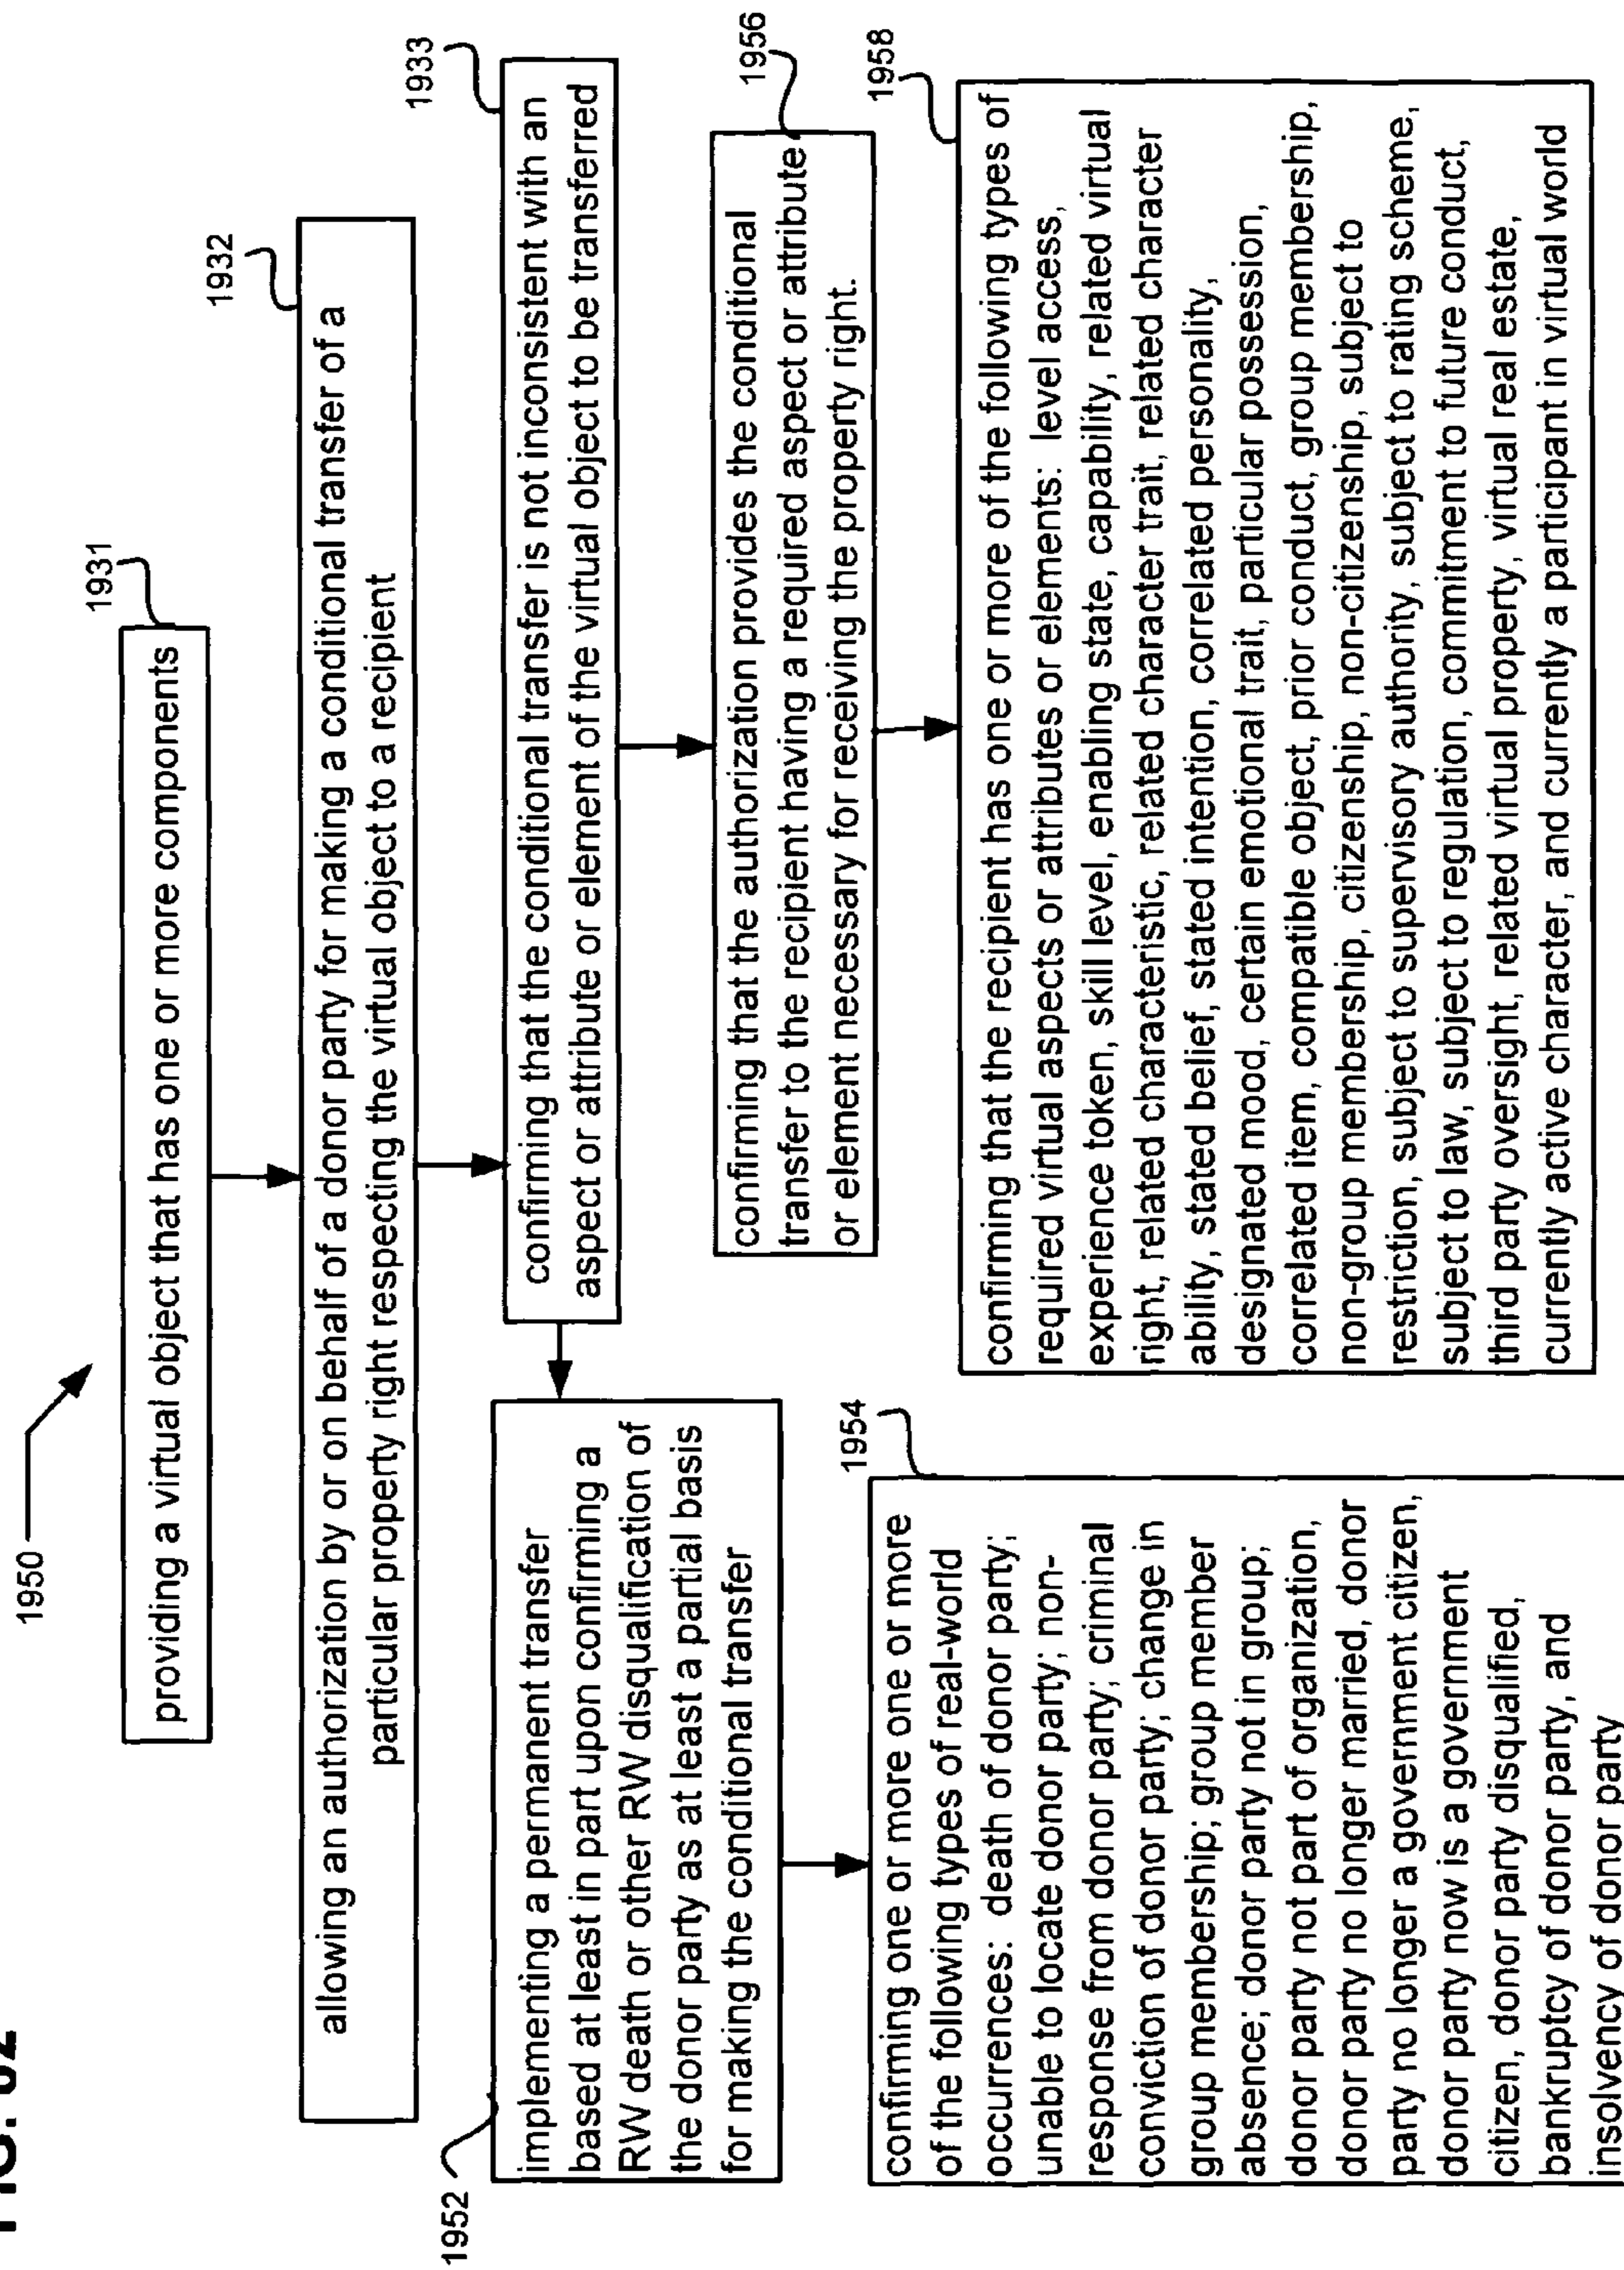 1950
providing a virtual object that has one or more components
1931
allowing an authorization by or on behalf of a donor party for making a conditional transfer of a
particular property right respecting the virtual object to a recipient
1932
confirming that the conditional transfer is not inconsistent with an
aspect or attribute or element of the virtual object to be transferred
1933
1952
implementing a permanent transfer
based at least in part upon confirming a
RW death or other RW disqualification of
the donor party as at least a partial basis
for making the conditional transfer
confirming that the authorization provides the conditional
transfer to the recipient having a required aspect or attribute
or element necessary for receiving the property right.
1956
1954
confirming one or more one or more
of the following types of real-world
occurrences: death of donor party;
unable to locate donor party; non-
response from donor party; criminal
conviction of donor party; change in
group membership; group member
absence; donor party not in group;
donor party not part of organization,
donor party no longer married, donor
party no longer a government citizen,
donor party now is a government
citizen, donor party disqualified,
bankruptcy of donor party, and
insolvency of donor party
1958
confirming that the recipient has one or more of the following types of
required virtual aspects or attributes or elements: level access,
experience token, skill level, enabling state, capability, related virtual
right, related characteristic, related character trait, related character
ability, stated belief, stated intention, correlated personality,
designated mood, certain emotional trait, particular possession,
correlated item, compatible object, prior conduct, group membership,
non-group membership, citizenship, non-citizenship, subject to
restriction, subject to supervisory authority, subject to rating scheme,
subject to law, subject to regulation, commitment to future conduct,
third party oversight, related virtual property, virtual real estate,
currently active character, and currently a participant in virtual world